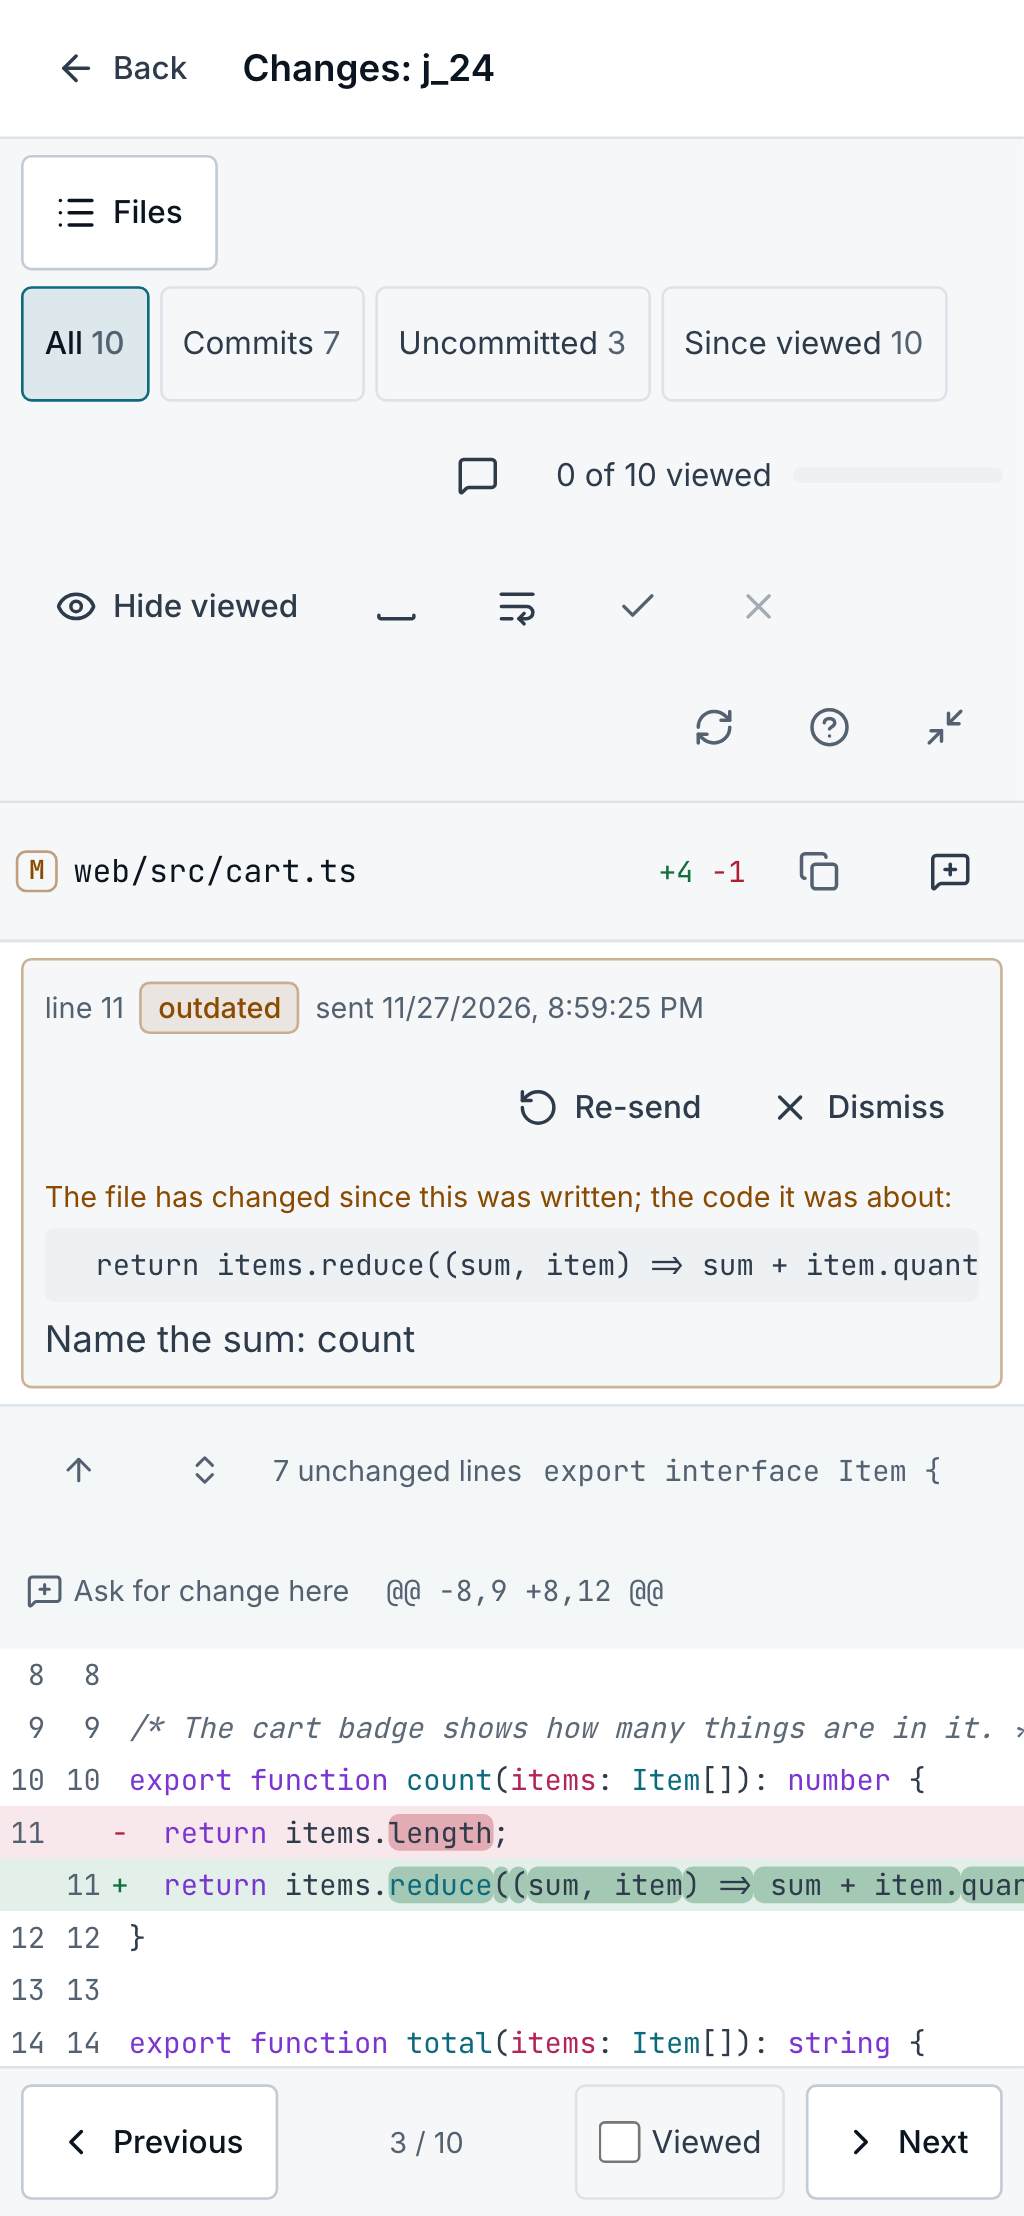 Back Changes: j_24
Files
All 10 Commits 7 Uncommitted 3 Since viewed 10
0 of 10 viewed
Hide viewed
M web/src/cart.ts +4 -1
line 11 outdated sent 11/27/2026, 8:59:25 PM
Re-send Dismiss
The file has changed since this was written; the code it was about:
return items.reduce((sum, item) => sum + item.quant
Name the sum: count
7 unchanged lines export interface Item {
Ask for change here @@ -8,9 +8,12 @@
8 8
9 9 /* The cart badge shows how many things are in it. *
10 10 export function count(items: Item[]): number {
11 - return items.length;
11 + return items.reduce((sum, item) => sum + item.quan
12 12 }
13 13
14 14 export function total(items: Item[]): string {
Previous 3 / 10 Viewed Next